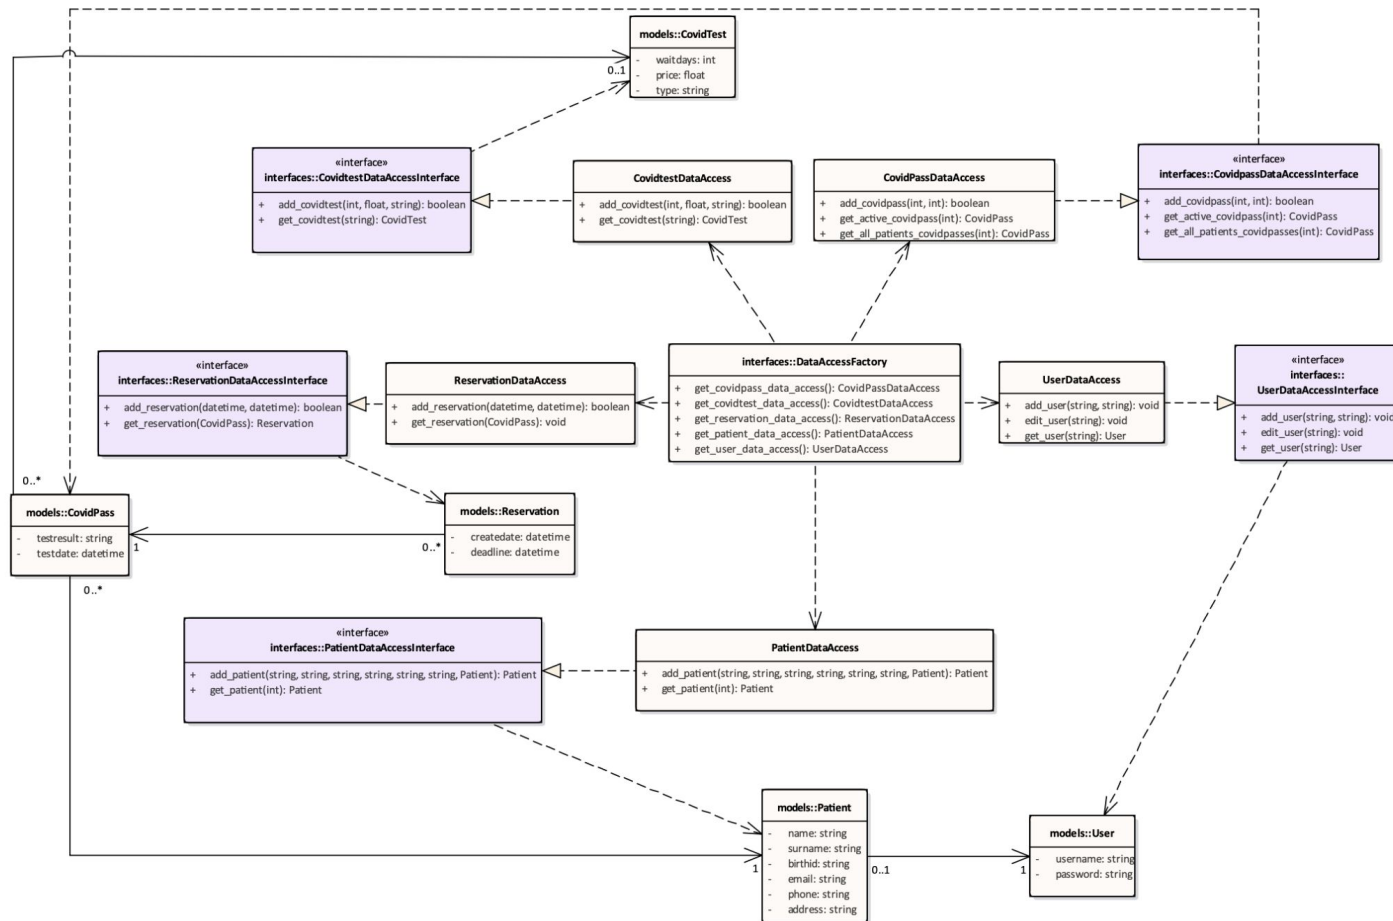 models::CovidTest
- waitdays: int
- price: float
- type: string
0..1
«interface»
interfaces::CovidtestDataAccessInterface
+ add_covidtest(int, float, string): boolean
+ get_covidtest(string): CovidTest
CovidtestDataAccess
+ add_covidtest(int, float, string): boolean
+ get_covidtest(string): CovidTest
CovidPassDataAccess
+ add_covidpass(int, int): boolean
+ get_active_covidpass(int): CovidPass
+ get_all_patients_covidpasses(int): CovidPass
«interface»
interfaces::CovidpassDataAccessInterface
+ add_covidpass(int, int): boolean
+ get_active_covidpass(int): CovidPass
+ get_all_patients_covidpasses(int): CovidPass
«interface»
interfaces::ReservationDataAccessInterface
+ add_reservation(datetime, datetime): boolean
+ get_reservation(CovidPass): Reservation
ReservationDataAccess
+ add_reservation(datetime, datetime): boolean
+ get_reservation(CovidPass): void
interfaces::DataAccessFactory
+ get_covidpass_data_access(): CovidPassDataAccess
+ get_covidtest_data_access(): CovidtestDataAccess
+ get_reservation_data_access(): ReservationDataAccess
+ get_patient_data_access(): PatientDataAccess
+ get_user_data_access(): UserDataAccess
UserDataAccess
+ add_user(string, string): void
+ edit_user(string): void
+ get_user(string): User
«interface»
interfaces::
UserDataAccessInterface
+ add_user(string, string): void
+ edit_user(string): void
+ get_user(string): User
0..*
models::CovidPass
- testresult: string
- testdate: datetime
1
0..*
0..*
models::Reservation
- createdate: datetime
- deadline: datetime
«interface»
interfaces::PatientDataAccessInterface
+ add_patient(string, string, string, string, string, string, Patient): Patient
+ get_patient(int): Patient
PatientDataAccess
+ add_patient(string, string, string, string, string, string, Patient): Patient
+ get_patient(int): Patient
models::Patient
- name: string
- surname: string
- birthid: string
- email: string
- phone: string
- address: string
1
0..1
1
models::User
- username: string
- password: string